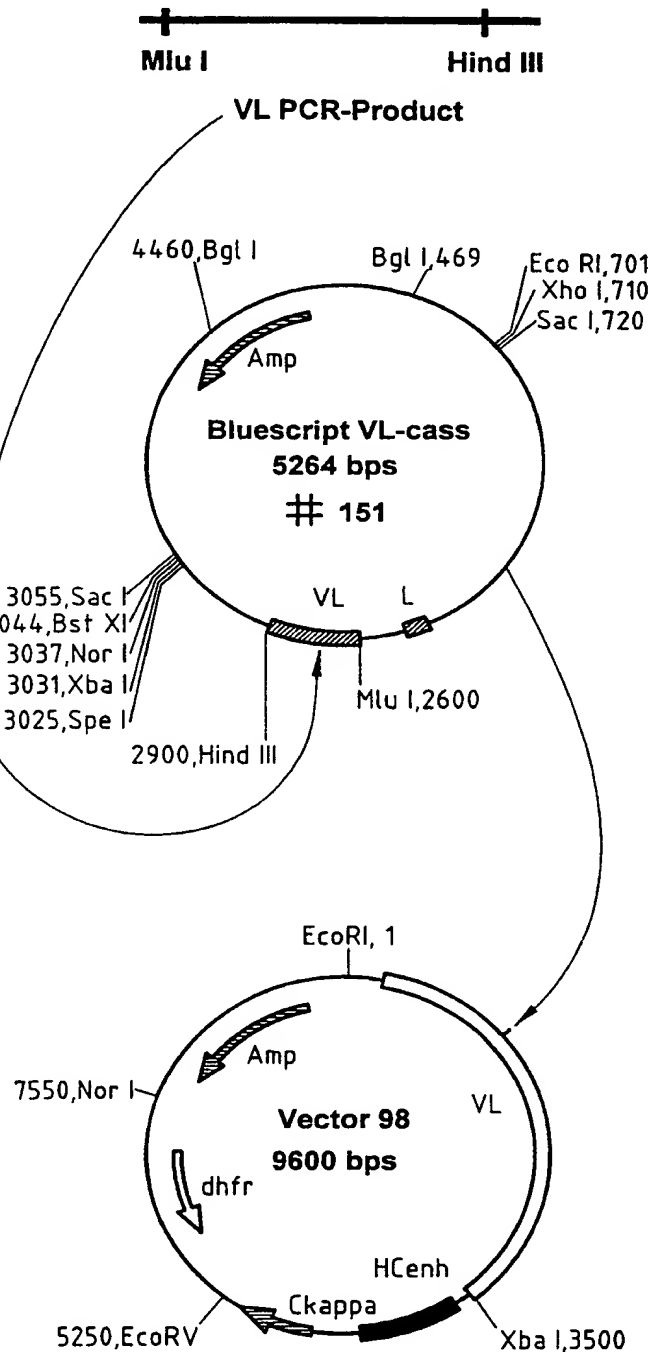 Mlu I
Hind III
VL PCR-Product
4460,Bgl I
Bgl I,469
Eco RI,701
Xho I,710
Sac I,720
Amp
Bluescript VL-cass
5264 bps
# 151
3055,Sac I
044,Bst XI
3037,Nor I
3031,Xba I
3025,Spe I
VL
L
Mlu I,2600
2900,Hind III
EcoRI, 1
Amp
7550,Nor I
VL
Vector 98
9600 bps
dhfr
HCenh
Ckappa
5250,EcoRV
Xba I,3500